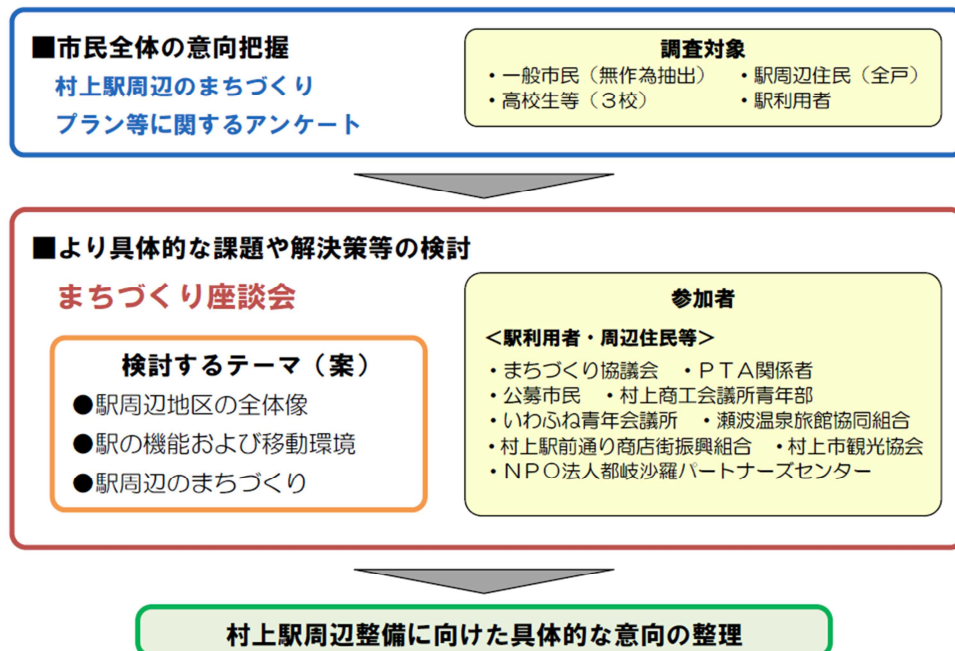 ■市民全体の意向把握
村上駅周辺のまちづくり
プラン等に関するアンケート
調査対象
・一般市民（無作為抽出）　・駅周辺住民（全戸）
・高校生等（３校）　・駅利用者
■より具体的な課題や解決策等の検討
まちづくり座談会
検討するテーマ（案）
●駅周辺地区の全体像
●駅の機能および移動環境
●駅周辺のまちづくり
参加者
＜駅利用者・周辺住民等＞
・まちづくり協議会　・ＰＴＡ関係者
・公募市民　・村上商工会議所青年部
・いわふね青年会議所　・瀬波温泉旅館協同組合
・村上駅前通り商店街振興組合　・村上市観光協会
・ＮＰＯ法人都岐沙羅パートナーズセンター
村上駅周辺整備に向けた具体的な意向の整理